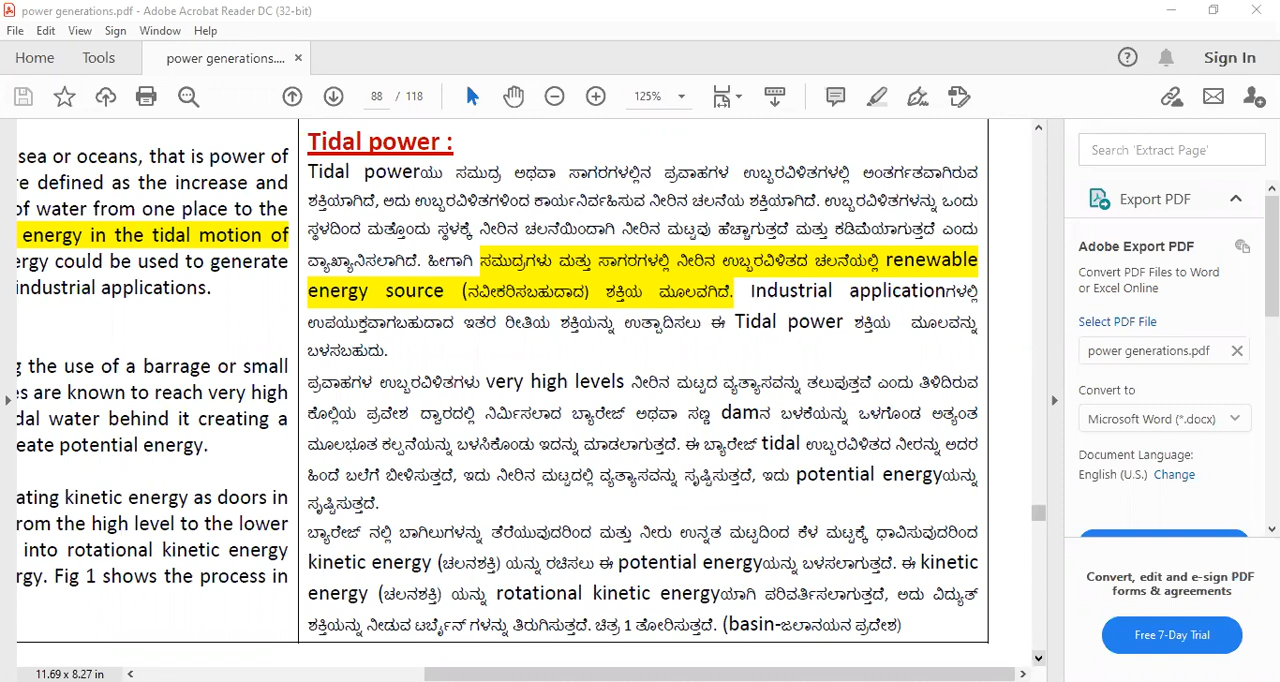 power generations.pdf - Adobe Acrobat Reader DC (32-bit)
File Edit View Sign Window Help
Home Tools power generations.... × Sign In
88 / 118 125%
sea or oceans, that is power of
re defined as the increase and
of water from one place to the
energy in the tidal motion of
ergy could be used to generate
industrial applications.
g the use of a barrage or small
es are known to reach very high
dal water behind it creating a
eate potential energy.
ating kinetic energy as doors in
rom the high level to the lower
into rotational kinetic energy
rgy. Fig 1 shows the process in
Tidal power :
Tidal powerಯು ಸಮುದ್ರ ಅಥವಾ ಸಾಗರಗಳಲ್ಲಿನ ಪ್ರವಾಹಗಳ ಉಬ್ಬರವಿಳಿತಗಳಲ್ಲಿ ಅಂತರ್ಗತವಾಗಿರುವ
ಶಕ್ತಿಯಾಗಿದೆ, ಅದು ಉಬ್ಬರವಿಳಿತಗಳಿಂದ ಕಾರ್ಯನಿರ್ವಹಿಸುವ ನೀರಿನ ಚಲನೆಯ ಶಕ್ತಿಯಾಗಿದೆ. ಉಬ್ಬರವಿಳಿತಗಳನ್ನು ಒಂದು
ಸ್ಥಳದಿಂದ ಮತ್ತೊಂದು ಸ್ಥಳಕ್ಕೆ ನೀರಿನ ಚಲನೆಯಿಂದಾಗಿ ನೀರಿನ ಮಟ್ಟವು ಹೆಚ್ಚಾಗುತ್ತದೆ ಮತ್ತು ಕಡಿಮೆಯಾಗುತ್ತದೆ ಎಂದು
ವ್ಯಾಖ್ಯಾನಿಸಲಾಗಿದೆ. ಹೀಗಾಗಿ ಸಮುದ್ರಗಳು ಮತ್ತು ಸಾಗರಗಳಲ್ಲಿ ನೀರಿನ ಉಬ್ಬರವಿಳಿತದ ಚಲನೆಯಲ್ಲಿ renewable
energy source (ನವೀಕರಿಸಬಹುದಾದ) ಶಕ್ತಿಯ ಮೂಲವಗಿದೆ. Industrial applicationಗಳಲ್ಲಿ
ಉಪಯುಕ್ತವಾಗಬಹುದಾದ ಇತರ ರೀತಿಯ ಶಕ್ತಿಯನ್ನು ಉತ್ಪಾದಿಸಲು ಈ Tidal power ಶಕ್ತಿಯ ಮೂಲವನ್ನು
ಬಳಸಬಹುದು.
ಪ್ರವಾಹಗಳ ಉಬ್ಬರವಿಳಿತಗಳು very high levels ನೀರಿನ ಮಟ್ಟದ ವ್ಯತ್ಯಾಸವನ್ನು ತಲುಪುತ್ತವೆ ಎಂದು ತಿಳಿದಿರುವ
ಕೊಲ್ಲಿಯ ಪ್ರವೇಶ ದ್ವಾರದಲ್ಲಿ ನಿರ್ಮಿಸಲಾದ ಬ್ಯಾರೇಜ್ ಅಥವಾ ಸಣ್ಣ damನ ಬಳಕೆಯನ್ನು ಒಳಗೊಂಡ ಅತ್ಯಂತ
ಮೂಲಭೂತ ಕಲ್ಪನೆಯನ್ನು ಬಳಸಿಕೊಂಡು ಇದನ್ನು ಮಾಡಲಾಗುತ್ತದೆ. ಈ ಬ್ಯಾರೇಜ್ tidal ಉಬ್ಬರವಿಳಿತದ ನೀರನ್ನು ಅದರ
ಹಿಂದೆ ಬಲೆಗೆ ಬೀಳಿಸುತ್ತದೆ, ಇದು ನೀರಿನ ಮಟ್ಟದಲ್ಲಿ ವ್ಯತ್ಯಾಸವನ್ನು ಸೃಷ್ಟಿಸುತ್ತದೆ, ಇದು potential energyಯನ್ನು
ಸೃಷ್ಟಿಸುತ್ತದೆ.
ಬ್ಯಾರೇಜ್ ನಲ್ಲಿ ಬಾಗಿಲುಗಳನ್ನು ತೆರೆಯುವುದರಿಂದ ಮತ್ತು ನೀರು ಉನ್ನತ ಮಟ್ಟದಿಂದ ಕೆಳ ಮಟ್ಟಕ್ಕೆ ಧಾವಿಸುವುದರಿಂದ
kinetic energy (ಚಲನಶಕ್ತಿ) ಯನ್ನು ರಚಿಸಲು ಈ potential energyಯನ್ನು ಬಳಸಲಾಗುತ್ತದೆ. ಈ kinetic
energy (ಚಲನಶಕ್ತಿ) ಯನ್ನು rotational kinetic energyಯಾಗಿ ಪರಿವರ್ತಿಸಲಾಗುತ್ತದೆ, ಅದು ವಿದ್ಯುತ್
ಶಕ್ತಿಯನ್ನು ನೀಡುವ ಟರ್ಬೈನ್ ಗಳನ್ನು ತಿರುಗಿಸುತ್ತದೆ. ಚಿತ್ರ 1 ತೋರಿಸುತ್ತದೆ. (basin-ಜಲಾನಯನ ಪ್ರದೇಶ)
Search 'Extract Page'
Export PDF
Adobe Export PDF
Convert PDF Files to Word
or Excel Online
Select PDF File
power generations.pdf
Convert to
Microsoft Word (*.docx)
Document Language:
English (U.S.) Change
Convert, edit and e-sign PDF
forms & agreements
Free 7-Day Trial
11.69 x 8.27 in